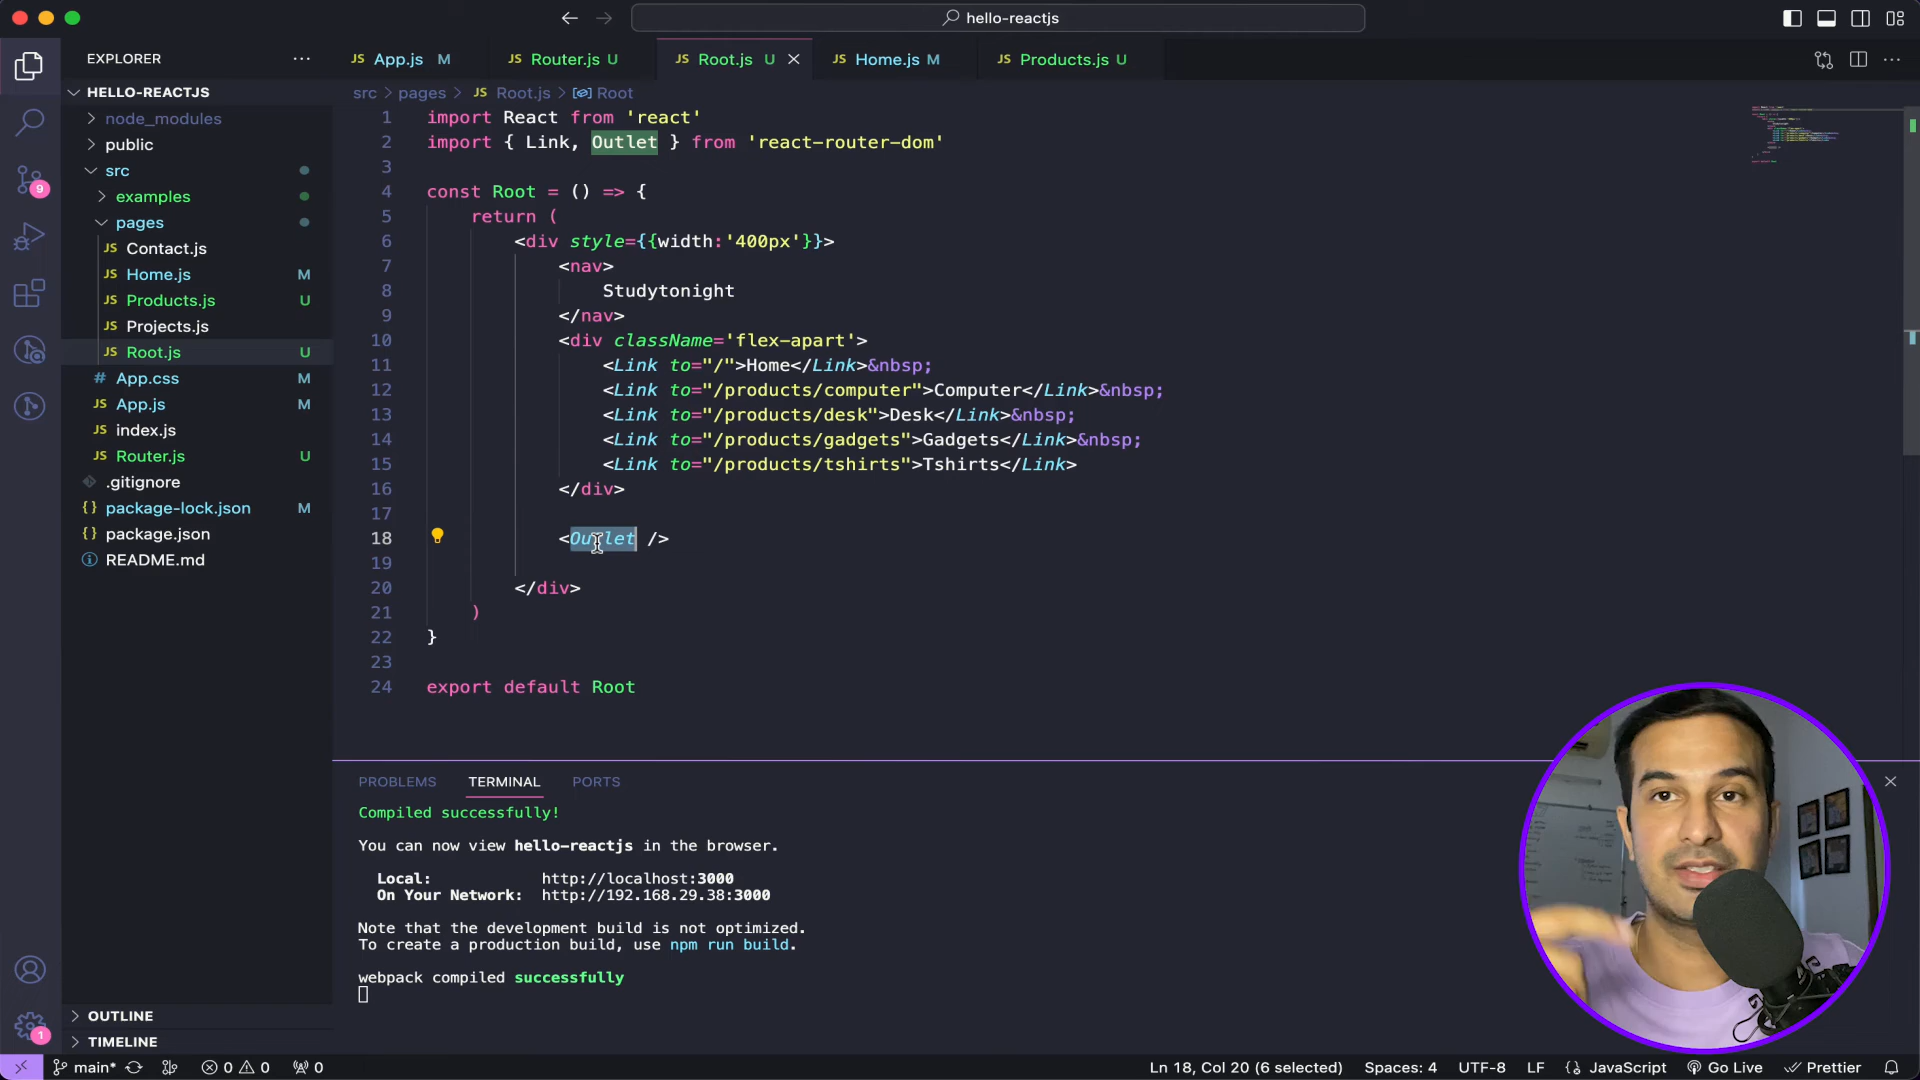 hello-reactjs
EXPLORER
JS App.js M
JS Router.js U
JS Root.js U
JS Home.js M
JS Products.js U
HELLO-REACTJS
node_modules
public
src
examples
pages
JS Contact.js
JS Home.js M
JS Products.js U
JS Projects.js
JS Root.js U
# App.css M
JS App.js M
JS index.js
JS Router.js U
.gitignore
{} package-lock.json M
{} package.json
README.md
OUTLINE
TIMELINE
9
1
src > pages > JS Root.js > Root
1 import React from 'react'
2 import { Link, Outlet } from 'react-router-dom'
3
4 const Root = () => {
5 return (
6 <div style={{width:'400px'}}>
7 <nav>
8 Studytonight
9 </nav>
10 <div className='flex-apart'>
11 <Link to="/">Home</Link>&nbsp;
12 <Link to="/products/computer">Computer</Link>&nbsp;
13 <Link to="/products/desk">Desk</Link>&nbsp;
14 <Link to="/products/gadgets">Gadgets</Link>&nbsp;
15 <Link to="/products/tshirts">Tshirts</Link>
16 </div>
17
18 <Outlet />
19
20 </div>
21 )
22 }
23
24 export default Root
PROBLEMS TERMINAL PORTS
Compiled successfully!
You can now view hello-reactjs in the browser.
Local: http://localhost:3000
On Your Network: http://192.168.29.38:3000
Note that the development build is not optimized.
To create a production build, use npm run build.
webpack compiled successfully
main* 0 0 0 Ln 18, Col 20 (6 selected) Spaces: 4 UTF-8 LF {} JavaScript Go Live Prettier